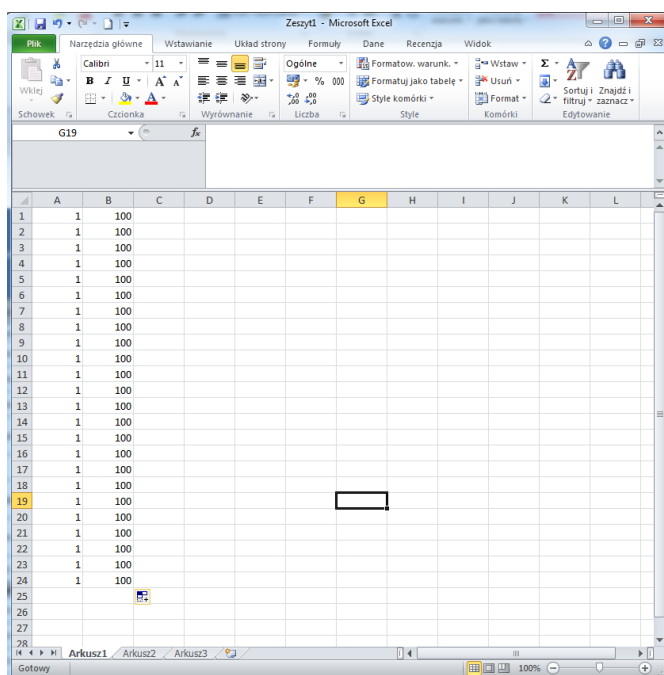 Zeszyt1 - Microsoft Excel
Plik Narzędzia główne Wstawianie Układ strony Formuły Dane Recenzja Widok
Calibri 11 A A Ogólne Formatow. warunk. Wstaw Σ
Wklej B I U % 000 Formatuj jako tabelę Usuń Sortuj i Znajdź i
A ,00 ,0 Style komórki Format filtruj zaznacz
Schowek Czcionka Wyrównanie Liczba Style Komórki Edytowanie
G19 fx
A B C D E F G H I J K L
1 1 100
2 1 100
3 1 100
4 1 100
5 1 100
6 1 100
7 1 100
8 1 100
9 1 100
10 1 100
11 1 100
12 1 100
13 1 100
14 1 100
15 1 100
16 1 100
17 1 100
18 1 100
19 1 100
20 1 100
21 1 100
22 1 100
23 1 100
24 1 100
25
26
27
28
Arkusz1 Arkusz2 Arkusz3
Gotowy 100%